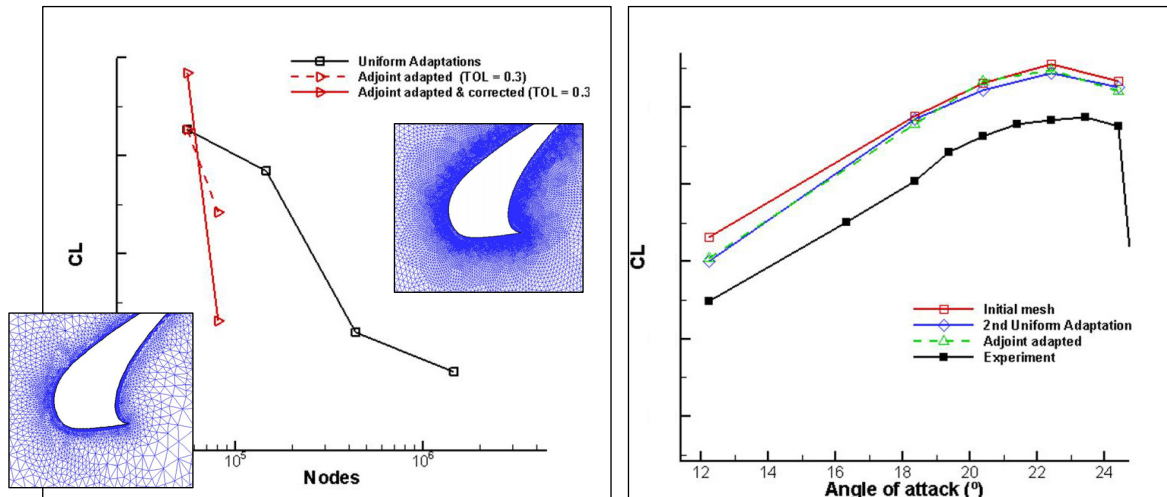 Uniform Adaptations
Adjoint adapted (TOL = 0.3)
Adjoint adapted & corrected (TOL = 0.3
CL
10⁵
10⁶
Nodes
CL
Initial mesh
2nd Uniform Adaptation
Adjoint adapted
Experiment
12 14 16 18 20 22 24
Angle of attack (º)